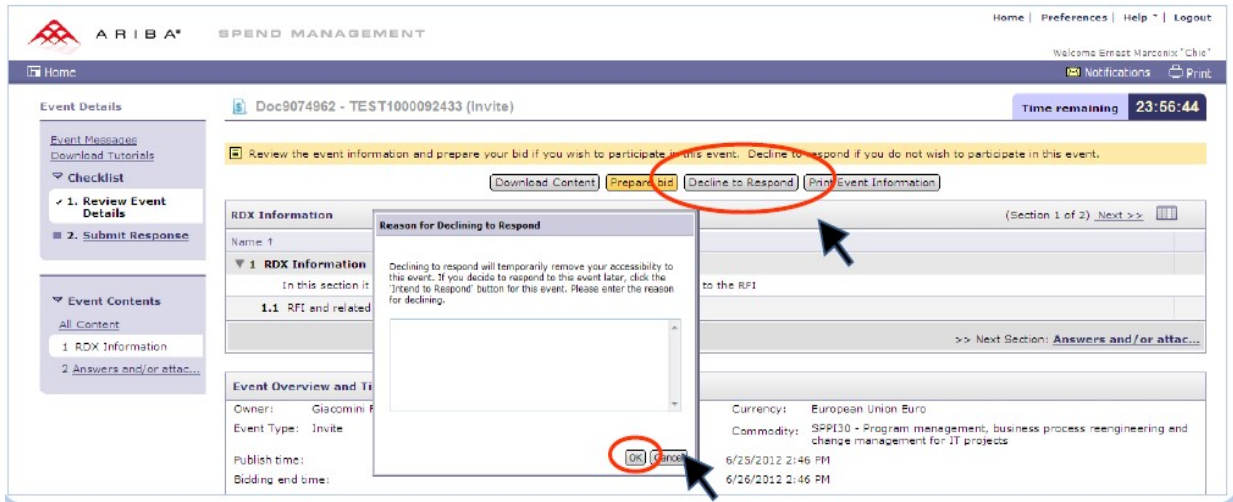 Home | Preferences | Help | Logout
ARIBA SPEND MANAGEMENT
Welcome Ernest Marconix "Chic"
Home
Notifications Print
Event Details
Doc9074962 - TEST1000092433 (Invite)
Time remaining 23:56:44
Event Messages
Download Tutorials
Checklist
1. Review Event Details
2. Submit Response
Review the event information and prepare your bid if you wish to participate in this event. Decline to respond if you do not wish to participate in this event.
Download Content Prepare bid Decline to Respond Print Event Information
RDX Information
(Section 1 of 2) Next >>
Name ↑
1 RDX Information
In this section it
to the RFI
1.1 RFI and related
>> Next Section: Answers and/or attac...
Reason for Declining to Respond
Declining to respond will temporarily remove your accessibility to
this event. If you decide to respond to this event later, click the
'Intend to Respond' button for this event. Please enter the reason
for declining.
OK Cancel
Event Contents
All Content
1 RDX Information
2 Answers and/or attac...
Event Overview and Ti
Owner: Giacomini
Event Type: Invite
Publish time:
Bidding end time:
Currency: European Union Euro
Commodity: SPPI30 - Program management, business process reengineering and
change management for IT projects
6/25/2012 2:46 PM
6/26/2012 2:46 PM